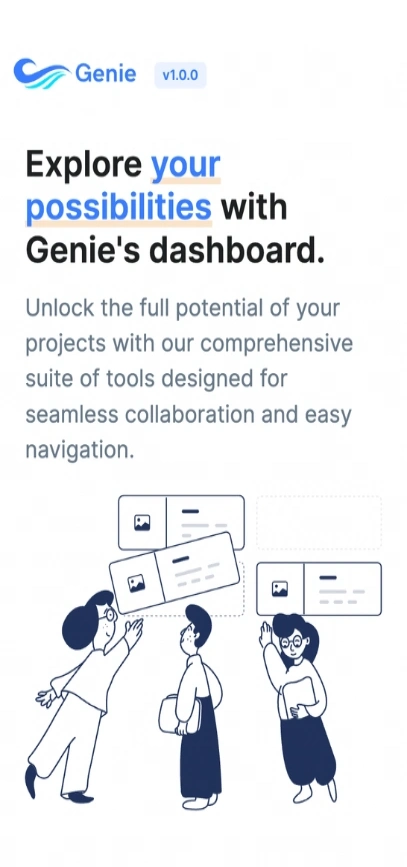 Genie v1.0.0
Explore your
possibilities with
Genie's dashboard.
Unlock the full potential of your
projects with our comprehensive
suite of tools designed for
seamless collaboration and easy
navigation.